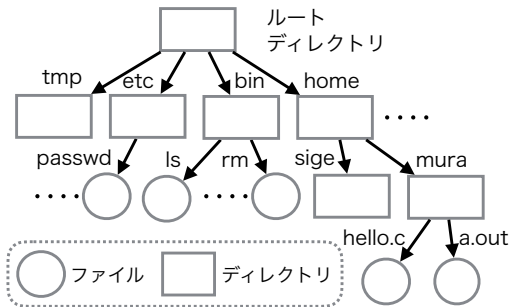 ルート
ディレクトリ
tmp
etc
bin
home
passwd
ls
rm
sige
mura
hello.c
a.out
ファイル
ディレクトリ